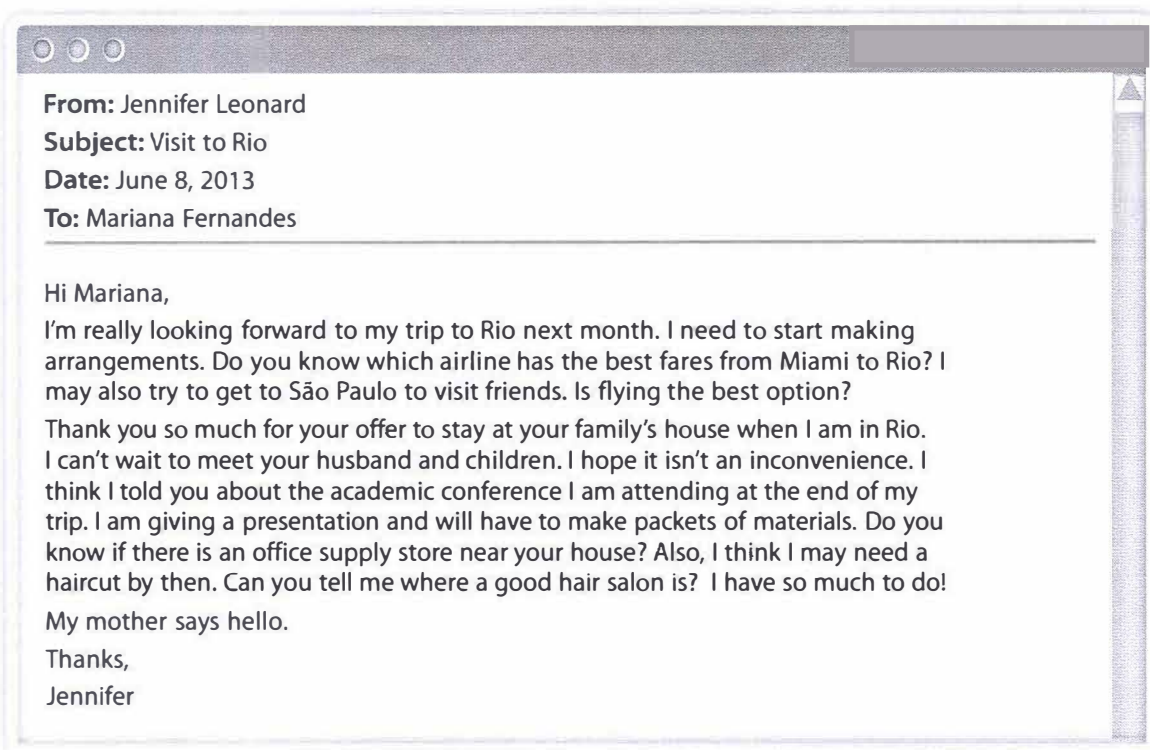 From: Jennifer Leonard
Subject: Visit to Rio
Date: June 8, 2013
To: Mariana Fernandes
Hi Mariana,
I'm really looking forward to my trip to Rio next month. I need to start making
arrangements. Do you know which airline has the best fares from Miami to Rio? I
may also try to get to São Paulo to visit friends. Is flying the best option?
Thank you so much for your offer to stay at your family's house when I am in Rio.
I can't wait to meet your husband and children. I hope it isn't an inconvenience. I
think I told you about the academic conference I am attending at the end of my
trip. I am giving a presentation and will have to make packets of materials. Do you
know if there is an office supply store near your house? Also, I think I may need a
haircut by then. Can you tell me where a good hair salon is? I have so much to do!
My mother says hello.
Thanks,
Jennifer